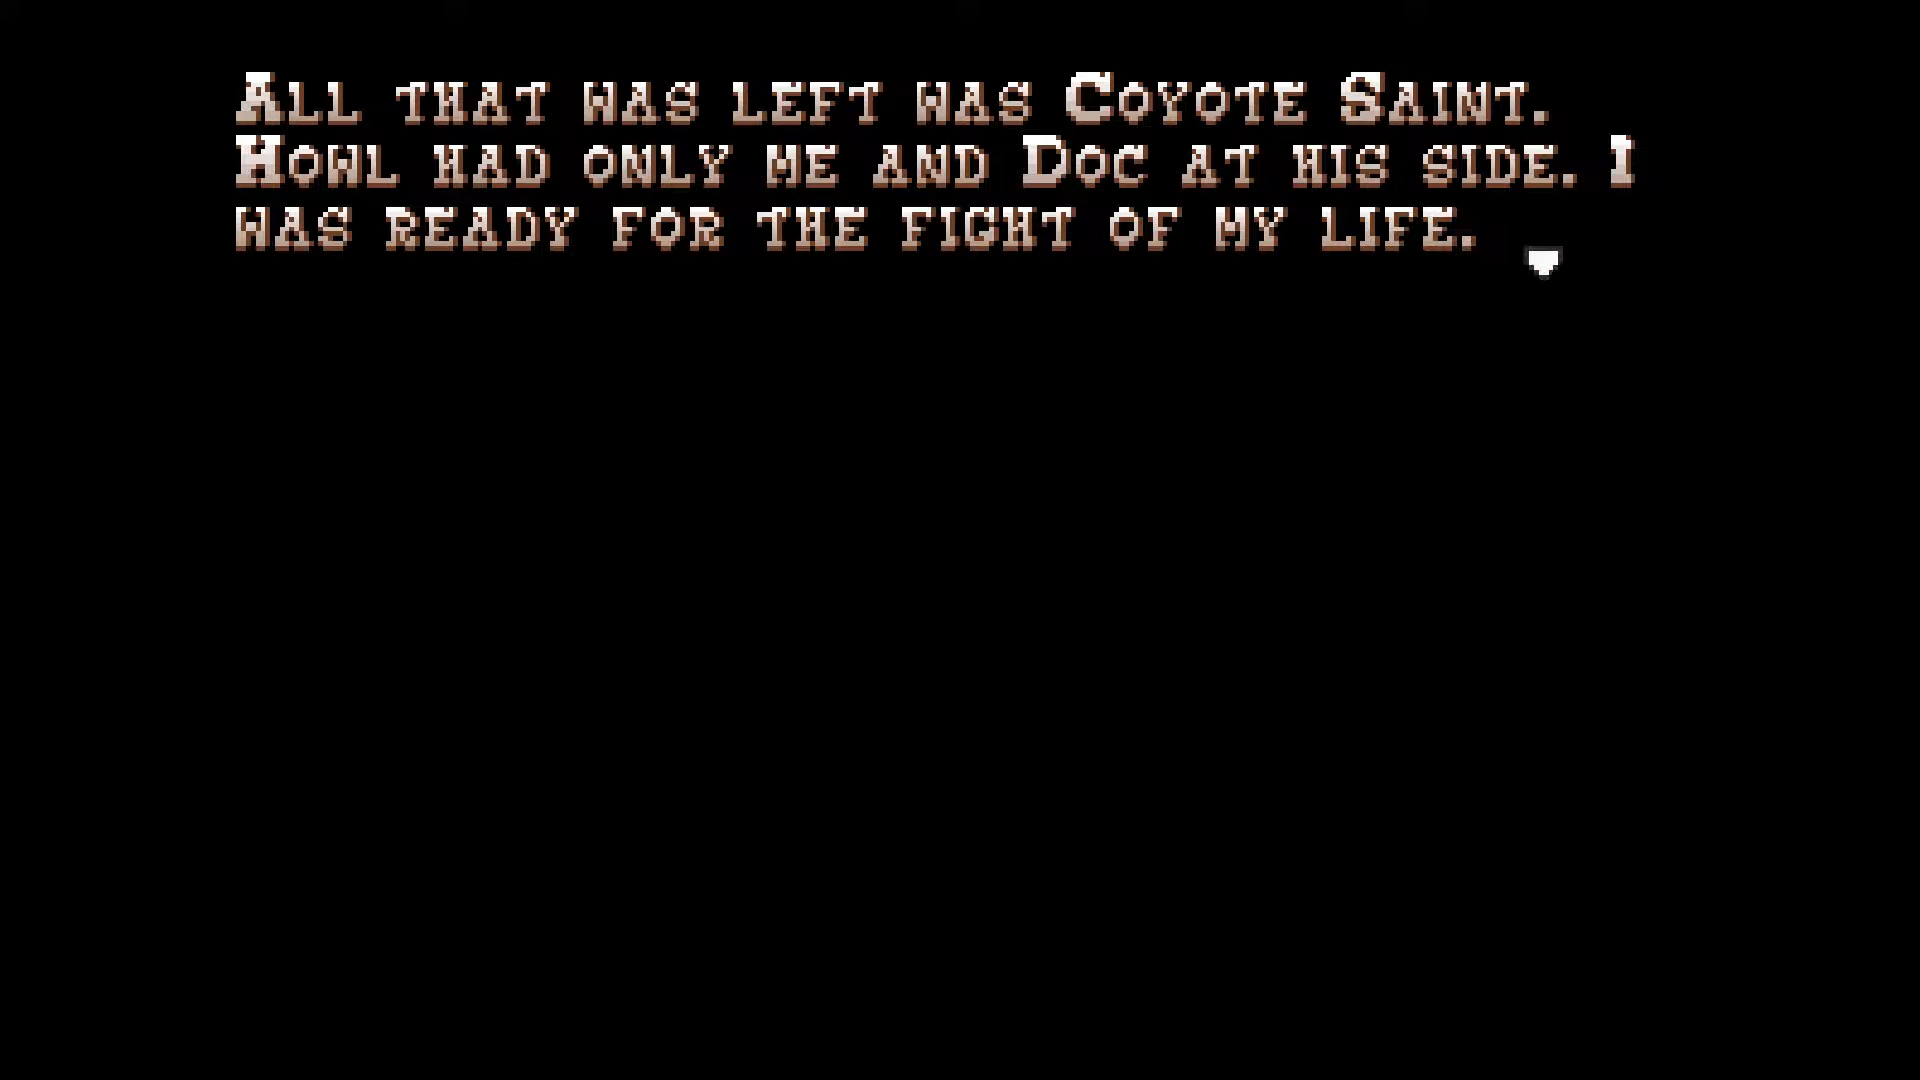 All that was left was Coyote Saint.
Howl had only me and Doc at his side. I
was ready for the fight of my life.